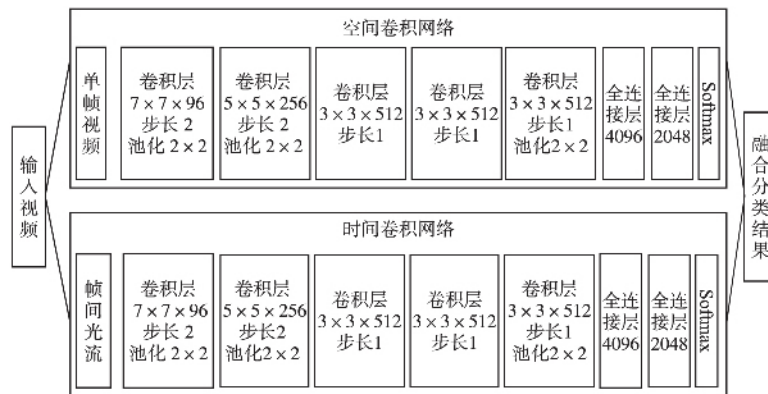 空间卷积网络
输入视频
单帧视频
卷积层
7×7×96
步长 2
池化 2×2
卷积层
5×5×256
步长 2
池化 2×2
卷积层
3×3×512
步长1
卷积层
3×3×512
步长1
卷积层
3×3×512
步长1
池化2×2
全连
接层
4096
全连
接层
2048
Softmax
融合分类结果
时间卷积网络
帧间光流
卷积层
7×7×96
步长 2
池化 2×2
卷积层
5×5×256
步长2
池化2×2
卷积层
3×3×512
步长1
卷积层
3×3×512
步长1
卷积层
3×3×512
步长1
池化2×2
全连
接层
4096
全连
接层
2048
Softmax